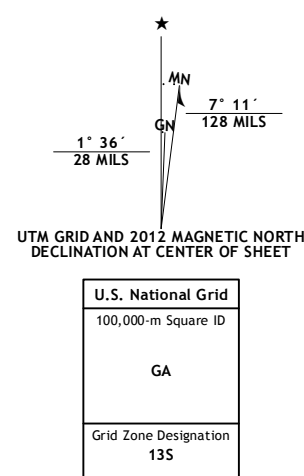 ★
MN
GN
7° 11´
128 MILS
1° 36´
28 MILS
UTM GRID AND 2012 MAGNETIC NORTH
DECLINATION AT CENTER OF SHEET
U.S. National Grid
100,000-m Square ID
GA
Grid Zone Designation
13S